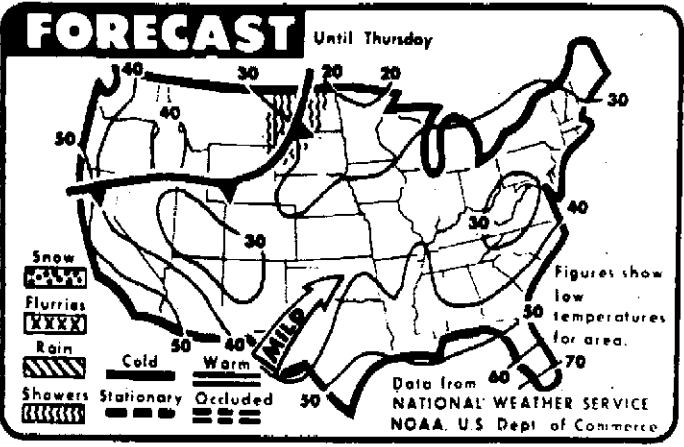 FORECAST
Until Thursday
40
30
20
20
30
40
50
30
30
40
Snow
Flurries
Rain
Showers
Cold
Warm
Stationary
Occluded
50
40
MILD
50
50
60
70
Figures show
low
temperatures
for area.
Data from
NATIONAL WEATHER SERVICE
NOAA, U.S. Dept. of Commerce